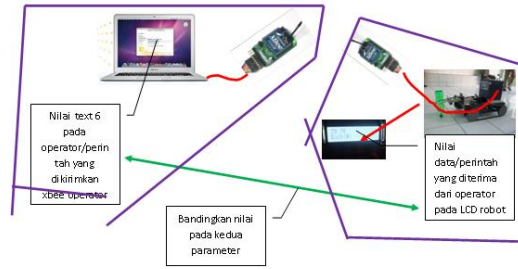 Nilai text 6
pada
operator/perin
tah yang
dikirimkan
xbee operator
Nilai
data/perintah
yang diterima
dari operator
pada LCD robot
Bandingkan nilai
pada kedua
parameter